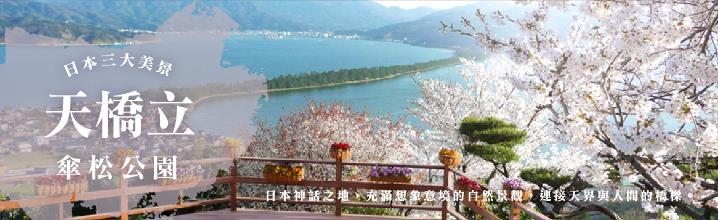 日本三大美景
天橋立
傘松公園
日本神話之地，充滿想象意境的自然景觀，連接天界與人間的橋樑。